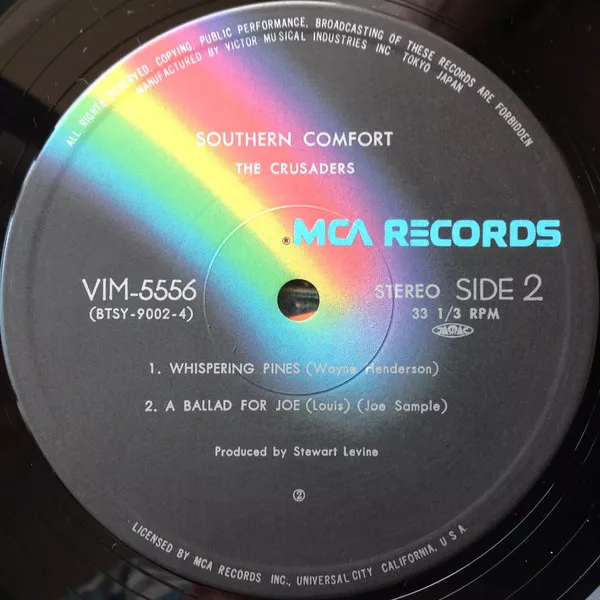 ALL RIGHTS RESERVED, COPYING, PUBLIC PERFORMANCE, BROADCASTING OF THESE RECORDS ARE FORBIDDEN
MANUFACTURED BY VICTOR MUSICAL INDUSTRIES INC TOKYO JAPAN
SOUTHERN COMFORT
THE CRUSADERS
® MCA RECORDS
VIM-5556
(BTSY-9002-4)
STEREO SIDE 2
33 1/3 RPM
JASRAC
1. WHISPERING PINES (Wayne Henderson)
2. A BALLAD FOR JOE (Louis) (Joe Sample)
Produced by Stewart Levine
②
LICENSED BY MCA RECORDS INC., UNIVERSAL CITY CALIFORNIA, U.S.A.